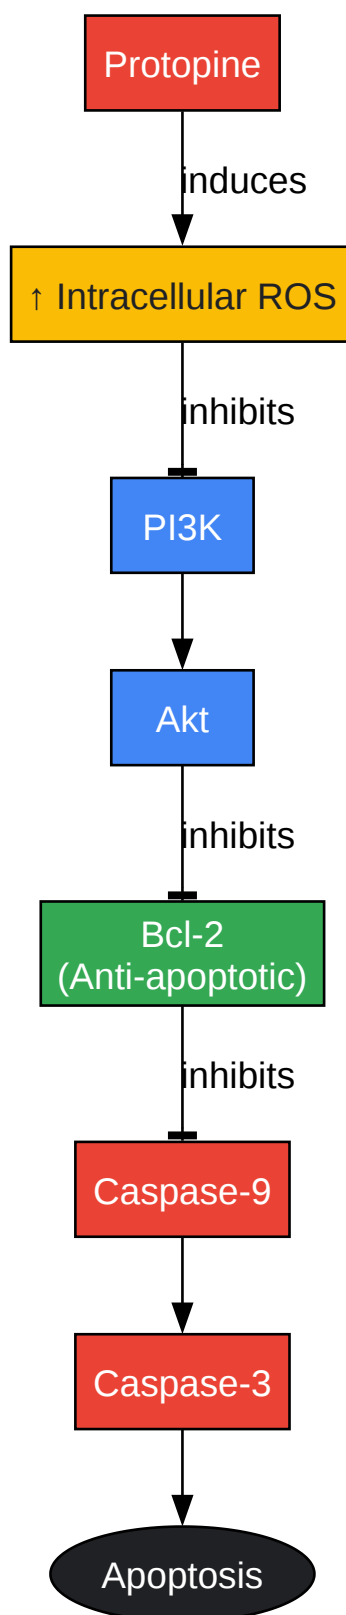 Protopine
induces
↑ Intracellular ROS
inhibits
PI3K
Akt
inhibits
Bcl-2
(Anti-apoptotic)
inhibits
Caspase-9
Caspase-3
Apoptosis